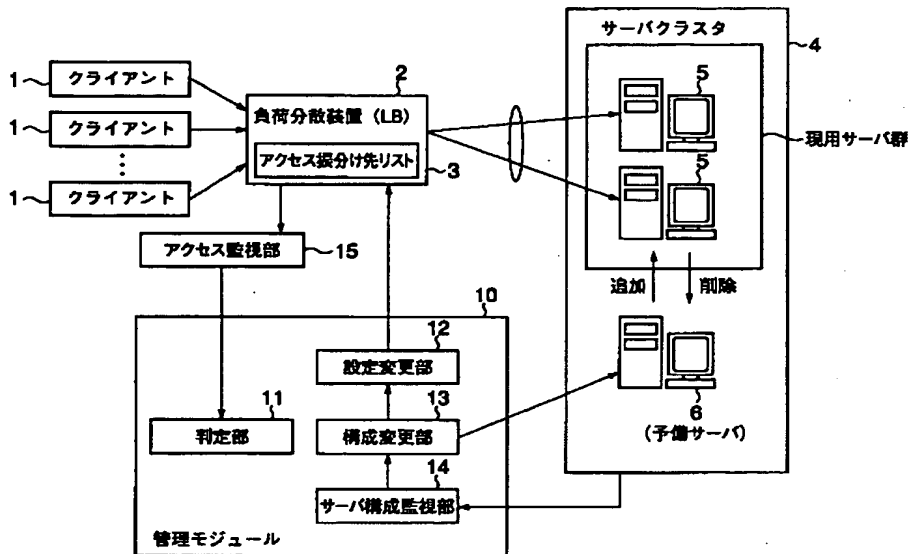 サーバクラスタ
4
1
クライアント
2
負荷分散装置（LB）
アクセス振分け先リスト
3
1
クライアント
⋮
1
クライアント
5
5
現用サーバ群
アクセス監視部
15
追加
削除
10
12
設定変更部
11
判定部
13
構成変更部
6
(予備サーバ)
14
サーバ構成監視部
管理モジュール